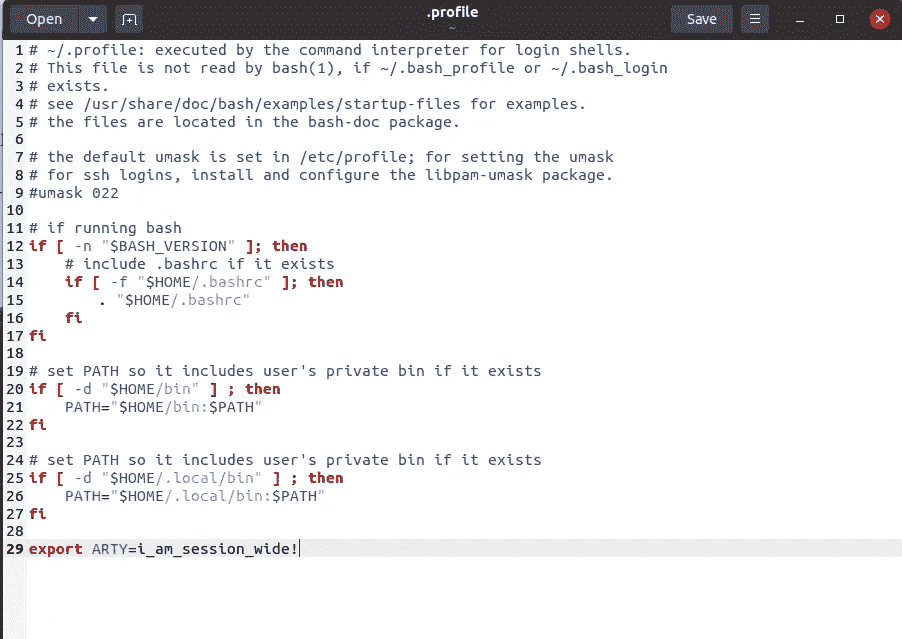 Open
.profile
~
Save
1 # ~/.profile: executed by the command interpreter for login shells.
2 # This file is not read by bash(1), if ~/.bash_profile or ~/.bash_login
3 # exists.
4 # see /usr/share/doc/bash/examples/startup-files for examples.
5 # the files are located in the bash-doc package.
6
7 # the default umask is set in /etc/profile; for setting the umask
8 # for ssh logins, install and configure the libpam-umask package.
9 #umask 022
10
11 # if running bash
12 if [ -n "$BASH_VERSION" ]; then
13     # include .bashrc if it exists
14     if [ -f "$HOME/.bashrc" ]; then
15         . "$HOME/.bashrc"
16     fi
17 fi
18
19 # set PATH so it includes user's private bin if it exists
20 if [ -d "$HOME/bin" ] ; then
21     PATH="$HOME/bin:$PATH"
22 fi
23
24 # set PATH so it includes user's private bin if it exists
25 if [ -d "$HOME/.local/bin" ] ; then
26     PATH="$HOME/.local/bin:$PATH"
27 fi
28
29 export ARTY=i_am_session_wide!